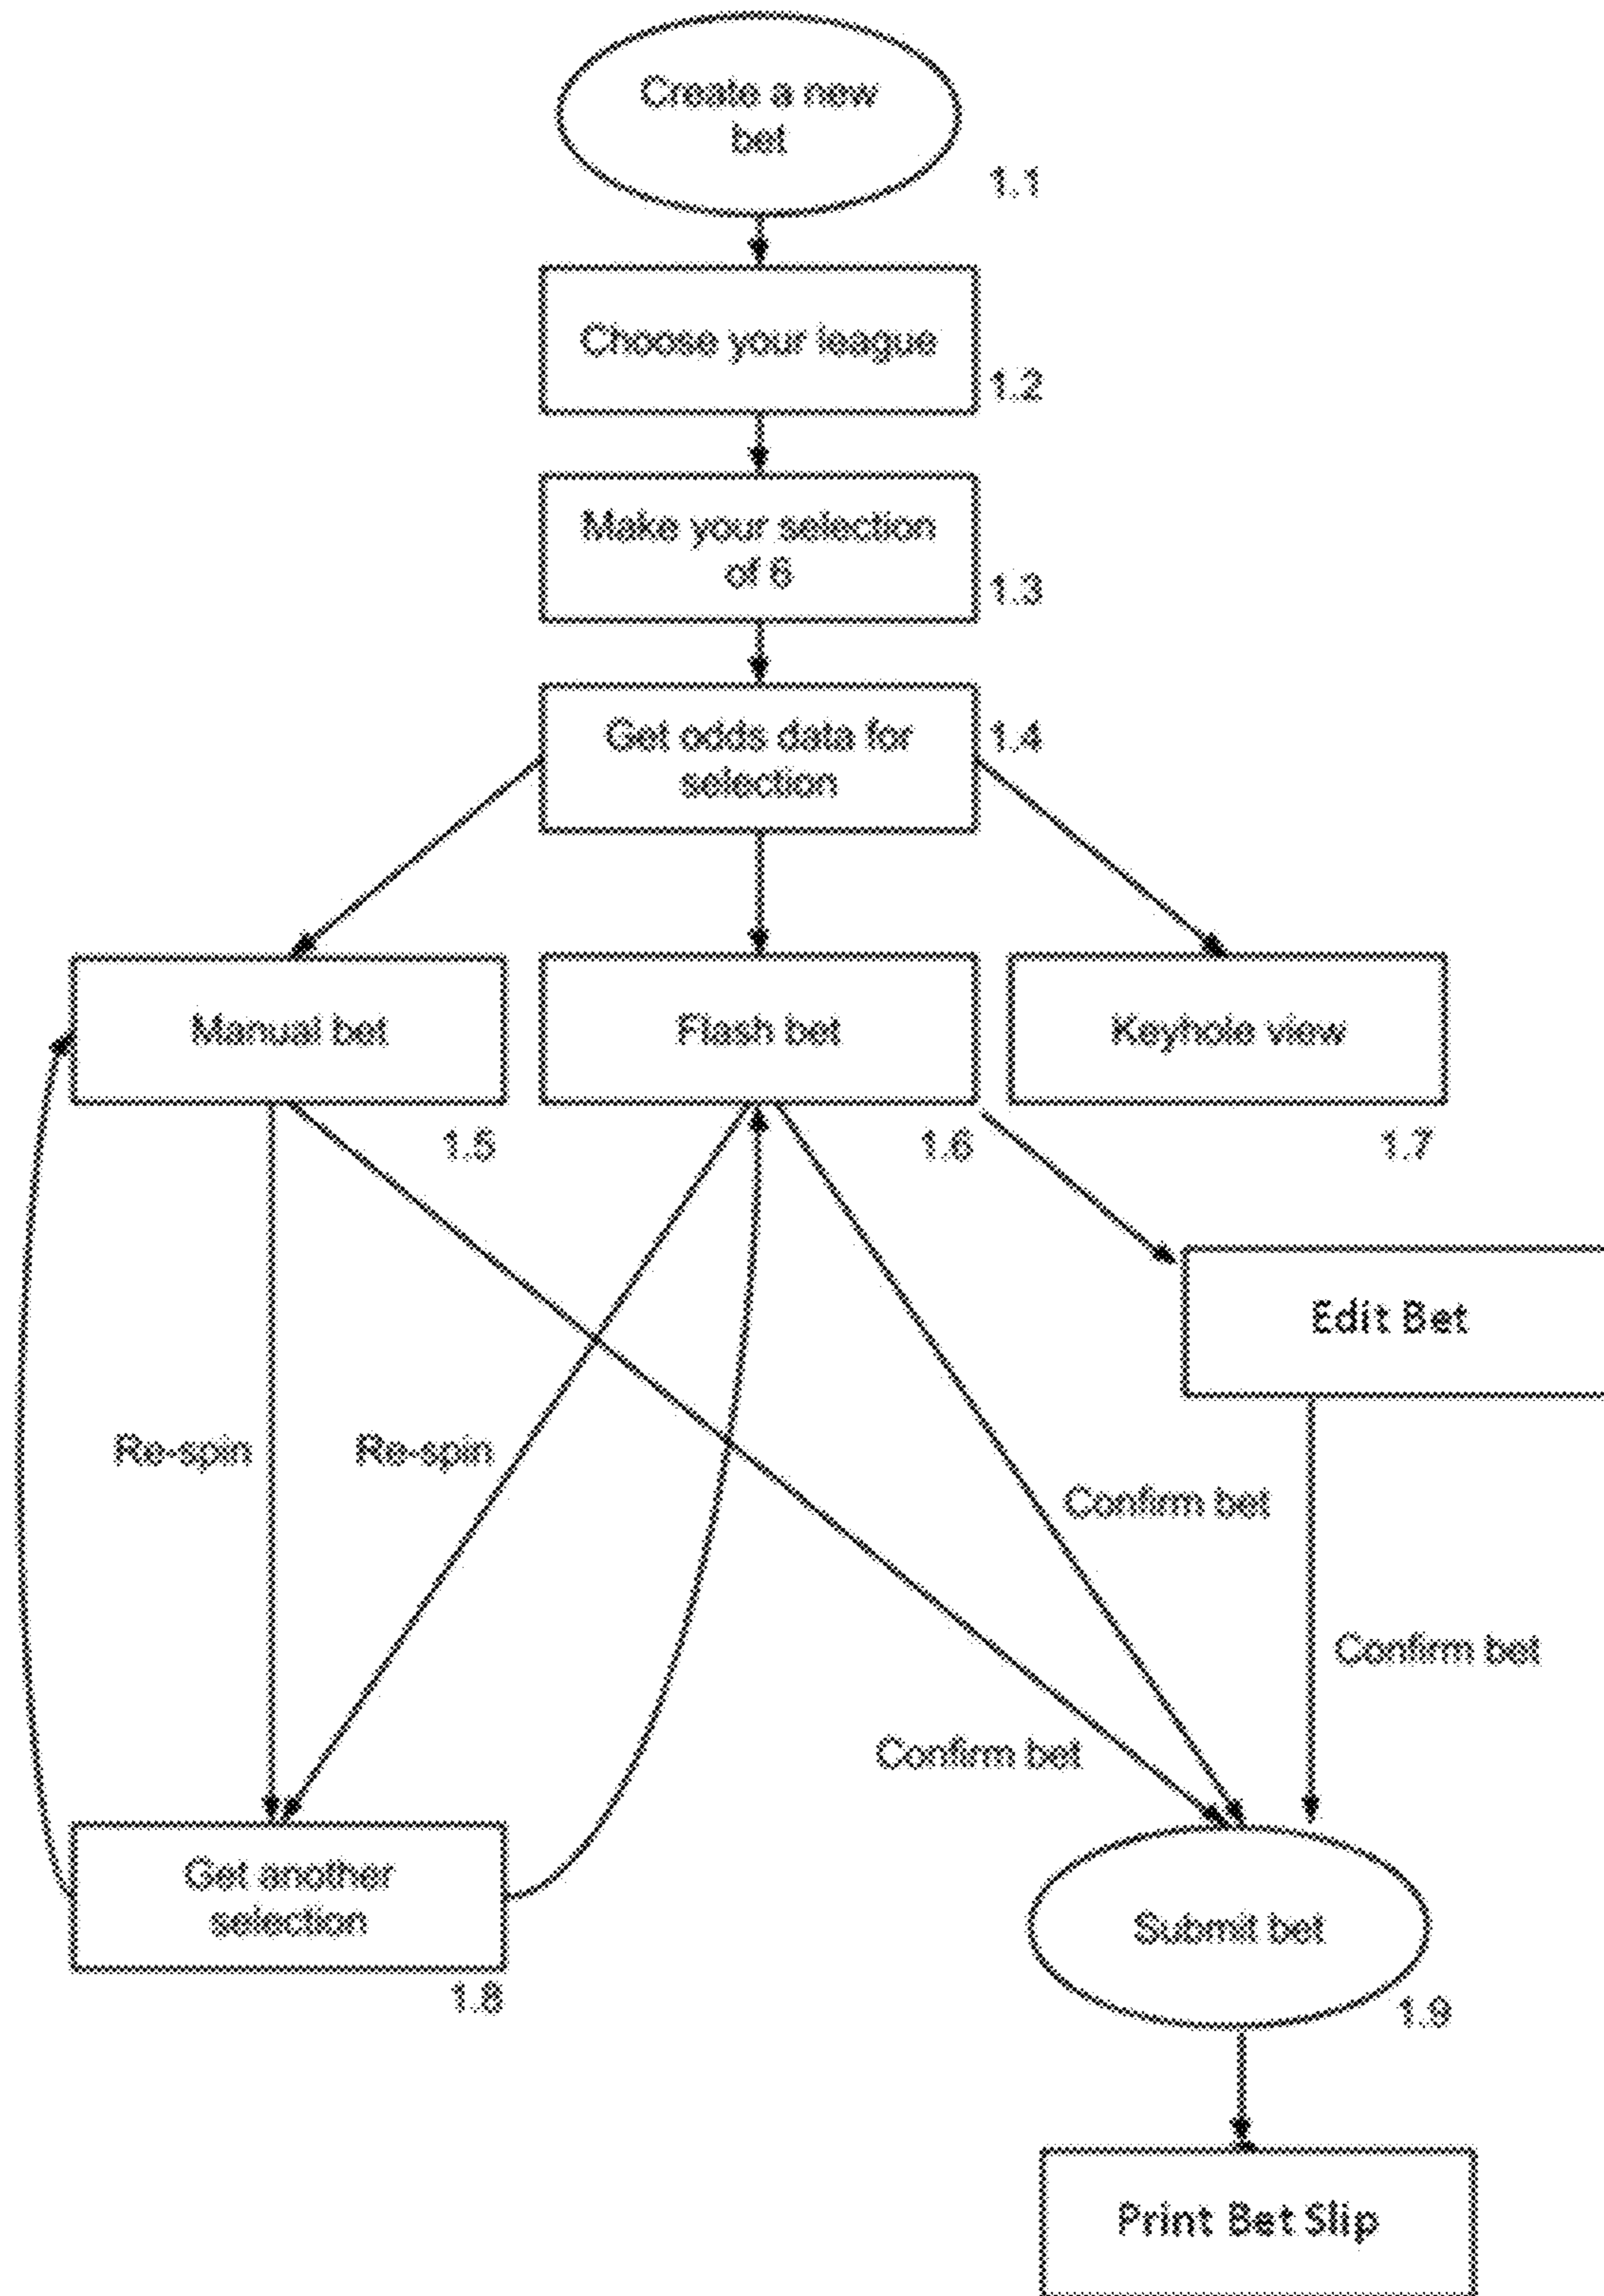 Create a new
bet
1.1
Choose your league
1.2
Make your selection
of 6
1.3
Get odds data for
selection
1.4
Manual bet
Flash bet
Keyhole view
1.5
1.6
1.7
Edit Bet
Re-spin
Re-spin
Confirm bet
Confirm bet
Confirm bet
Get another
selection
Submit bet
1.8
1.9
Print Bet Slip